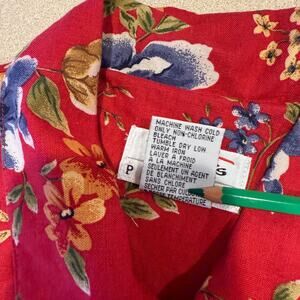 MACHINE WASH COLD
ONLY NON-CHLORINE
BLEACH
TUMBLE DRY LOW
WARM IRON
LAVER A FROID
A LA MACHINE
SEULEMENT UN AGENT
DE BLANCHIMENT
SANS CHLORE
SECHER PAR
TEMPERATURE
P S